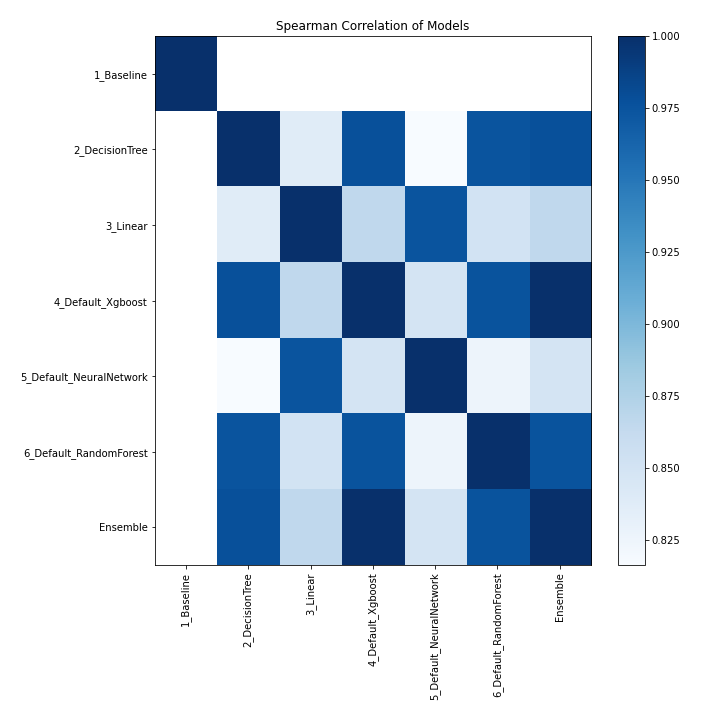 Spearman Correlation of Models
1_Baseline
2_DecisionTree
3_Linear
4_Default_Xgboost
5_Default_NeuralNetwork
6_Default_RandomForest
Ensemble
1_Baseline
2_DecisionTree
3_Linear
4_Default_Xgboost
5_Default_NeuralNetwork
6_Default_RandomForest
Ensemble
1.000
0.975
0.950
0.925
0.900
0.875
0.850
0.825